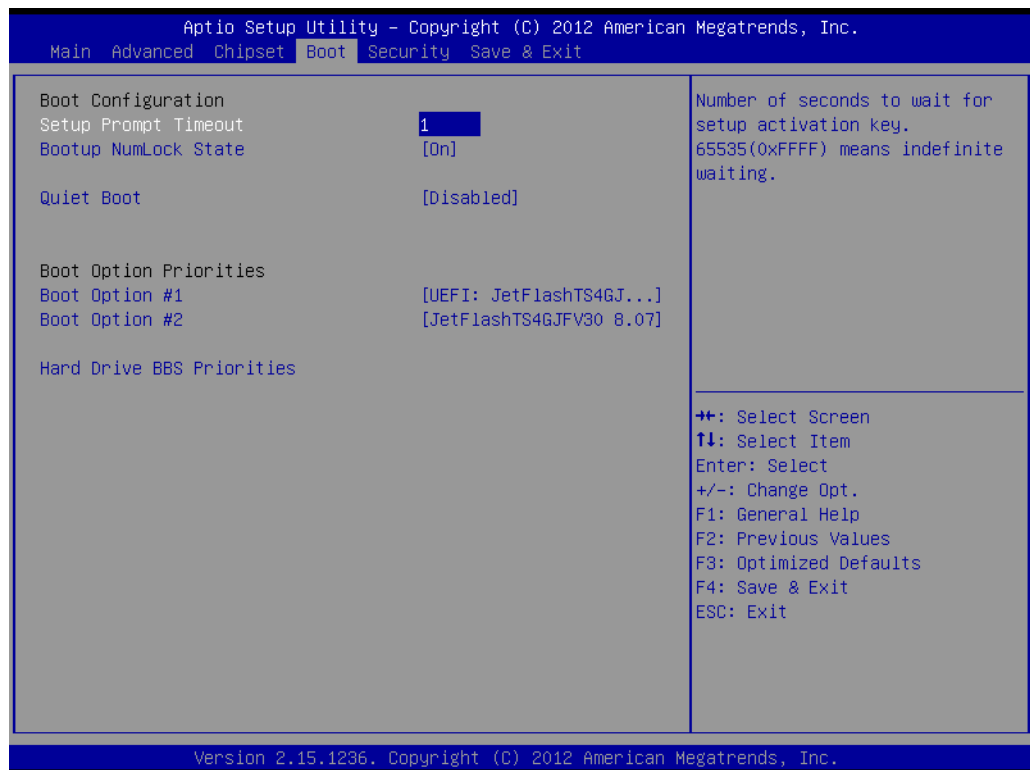 Aptio Setup Utility – Copyright (C) 2012 American Megatrends, Inc.
Main Advanced Chipset Boot Security Save & Exit
Boot Configuration
Setup Prompt Timeout 1
Bootup NumLock State [On]
Quiet Boot [Disabled]
Boot Option Priorities
Boot Option #1 [UEFI: JetFlashTS4GJ...]
Boot Option #2 [JetFlashTS4GJFV30 8.07]
Hard Drive BBS Priorities
Number of seconds to wait for
setup activation key.
65535(0xFFFF) means indefinite
waiting.
→←: Select Screen
↑↓: Select Item
Enter: Select
+/-: Change Opt.
F1: General Help
F2: Previous Values
F3: Optimized Defaults
F4: Save & Exit
ESC: Exit
Version 2.15.1236. Copyright (C) 2012 American Megatrends, Inc.